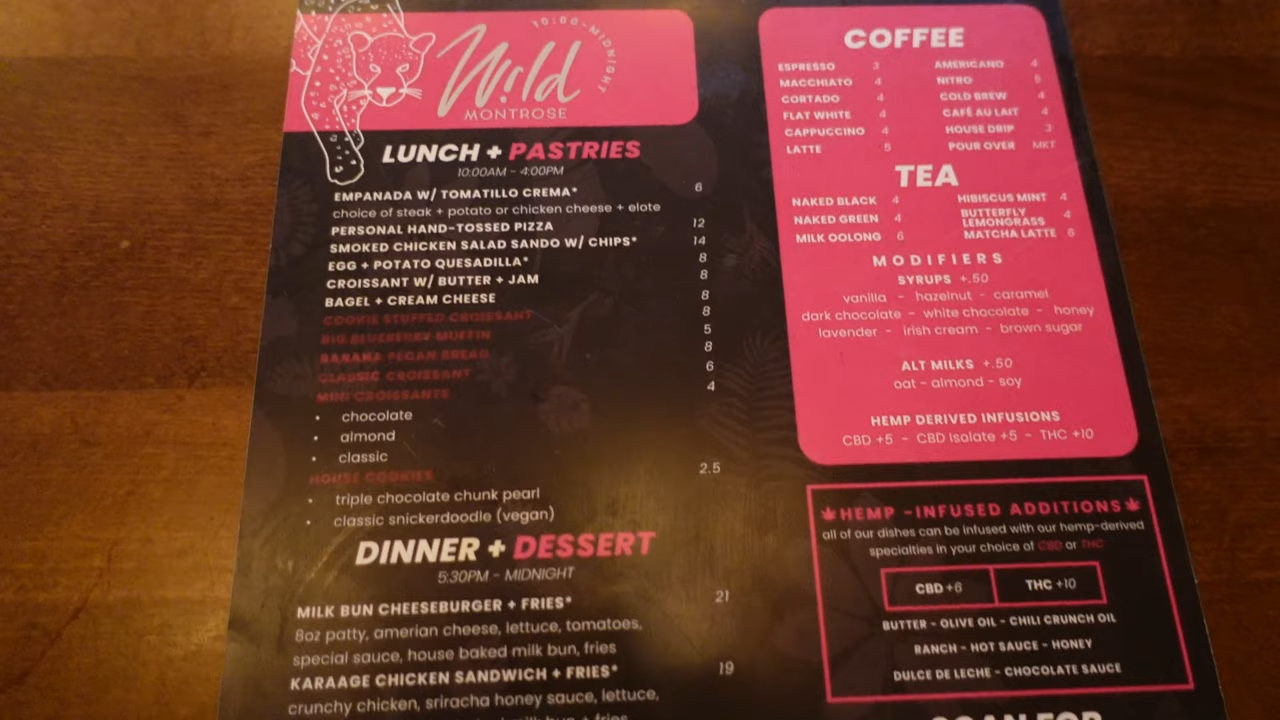 10:00-MIDNIGHT
Wild
MONTROSE
LUNCH + PASTRIES
10:00AM - 4:00PM
EMPANADA W/ TOMATILLO CREMA* 6
choice of steak + potato or chicken cheese + elote
PERSONAL HAND-TOSSED PIZZA 12
SMOKED CHICKEN SALAD SANDO W/ CHIPS* 14
EGG + POTATO QUESADILLA* 8
CROISSANT W/ BUTTER + JAM 8
BAGEL + CREAM CHEESE 8
COOKIE STUFFED CROISSANT 8
BIG BLUEBERRY MUFFIN 5
BANANA PECAN BREAD 8
CLASSIC CROISSANT 6
MINI CROISSANTS 4
• chocolate
• almond
• classic
HOUSE COOKIES 2.5
• triple chocolate chunk pearl
• classic snickerdoodle (vegan)
DINNER + DESSERT
5:30PM - MIDNIGHT
MILK BUN CHEESEBURGER + FRIES* 21
8oz patty, amerian cheese, lettuce, tomatoes,
special sauce, house baked milk bun, fries
KARAAGE CHICKEN SANDWICH + FRIES* 19
crunchy chicken, sriracha honey sauce, lettuce,
milk bun + fries
COFFEE
ESPRESSO 3 AMERICANO 4
MACCHIATO 4 NITRO 5
CORTADO 4 COLD BREW 4
FLAT WHITE 4 CAFÉ AU LAIT 4
CAPPUCCINO 4 HOUSE DRIP 3
LATTE 5 POUR OVER MKT
TEA
NAKED BLACK 4 HIBISCUS MINT 4
NAKED GREEN 4 BUTTERFLY LEMONGRASS 4
MILK OOLONG 6 MATCHA LATTE 6
MODIFIERS
SYRUPS +.50
vanilla - hazelnut - caramel
dark chocolate - white chocolate - honey
lavender - irish cream - brown sugar
ALT MILKS +.50
oat - almond - soy
HEMP DERIVED INFUSIONS
CBD +5 - CBD Isolate +5 - THC +10
HEMP -INFUSED ADDITIONS
all of our dishes can be infused with our hemp-derived
specialties in your choice of CBD or THC
CBD +6 THC +10
BUTTER - OLIVE OIL - CHILI CRUNCH OIL
RANCH - HOT SAUCE - HONEY
DULCE DE LECHE - CHOCOLATE SAUCE
SCAN FOR